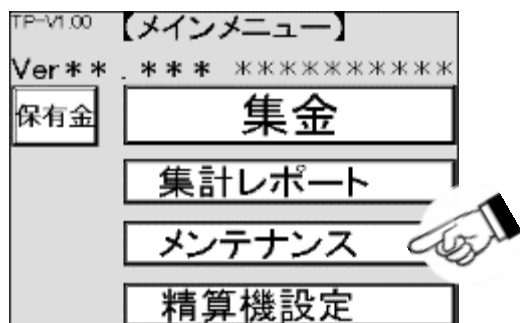 TP-V1.00 【メインメニュー】
Ver**.*** **********
保有金 集金
集計レポート
メンテナンス
精算機設定